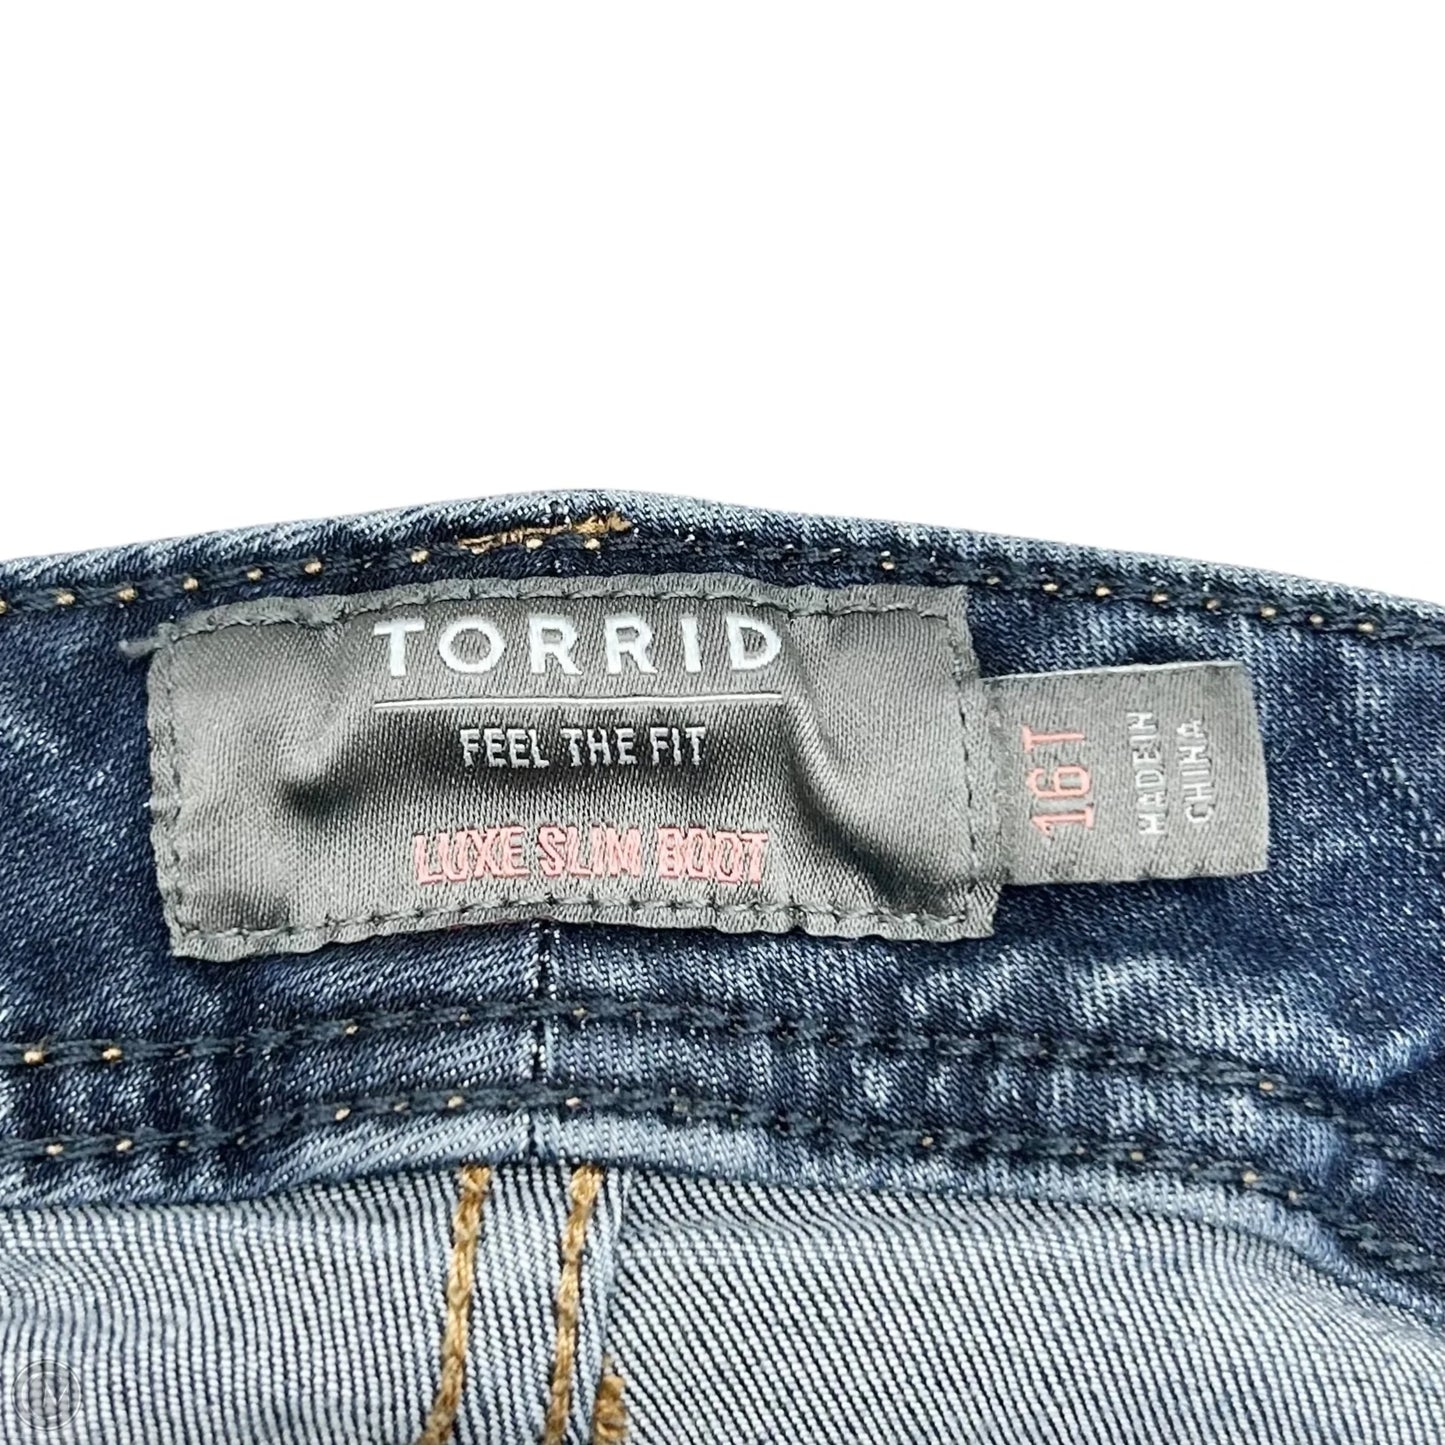 TORRID
FEEL THE FIT
LUXE SLIM BOOT
16T
MADE IN
CHINA